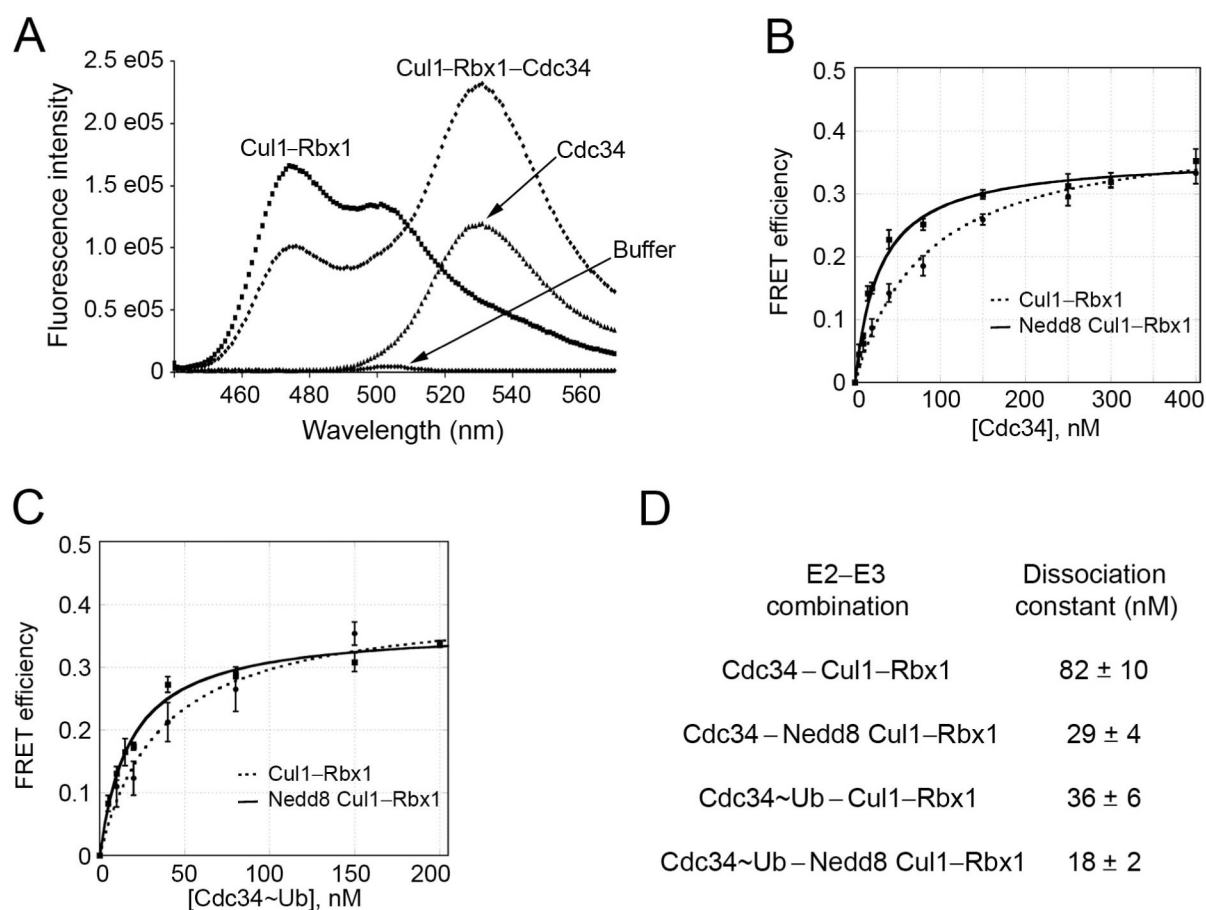 A
2.5 e05
2.0 e05
1.5 e05
1.0 e05
0.5 e05
0
Fluorescence intensity
Cul1–Rbx1–Cdc34
Cul1–Rbx1
Cdc34
Buffer
460 480 500 520 540 560
Wavelength (nm)
B
0.5
0.4
0.3
0.2
0.1
0
FRET efficiency
Cul1–Rbx1
Nedd8 Cul1–Rbx1
0 100 200 300 400
[Cdc34], nM
C
0.5
0.4
0.3
0.2
0.1
0
FRET efficiency
Cul1–Rbx1
Nedd8 Cul1–Rbx1
0 50 100 150 200
[Cdc34~Ub], nM
D
E2–E3 Dissociation
combination constant (nM)
Cdc34 – Cul1–Rbx1 82 ± 10
Cdc34 – Nedd8 Cul1–Rbx1 29 ± 4
Cdc34~Ub – Cul1–Rbx1 36 ± 6
Cdc34~Ub – Nedd8 Cul1–Rbx1 18 ± 2